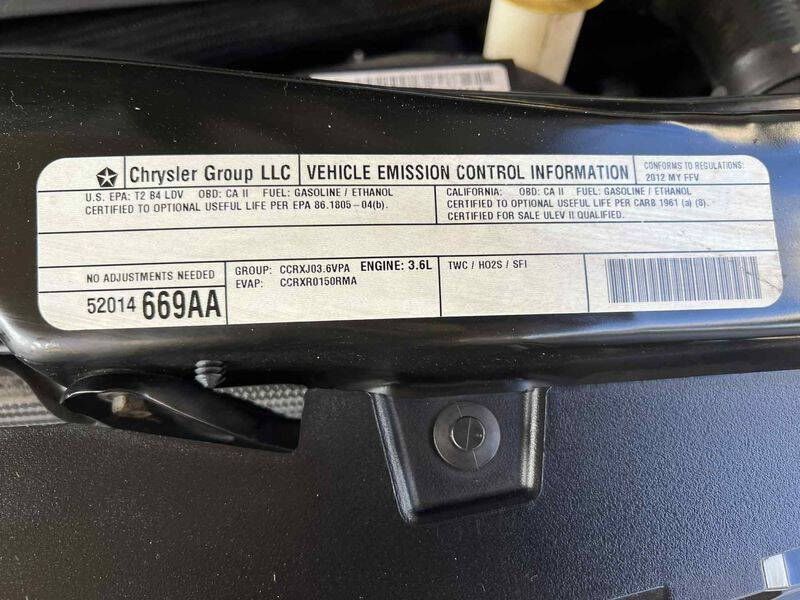 Chrysler Group LLC VEHICLE EMISSION CONTROL INFORMATION CONFORMS TO REGULATIONS:
2012 MY FFV
U.S. EPA: T2 B4 LDV OBD: CA II FUEL: GASOLINE / ETHANOL
CERTIFIED TO OPTIONAL USEFUL LIFE PER EPA 86.1805-04(b).
CALIFORNIA: OBD: CA II FUEL: GASOLINE / ETHANOL
CERTIFIED TO OPTIONAL USEFUL LIFE PER CARB 1961 (a) (8).
CERTIFIED FOR SALE ULEV II QUALIFIED.
NO ADJUSTMENTS NEEDED
52014 669AA
GROUP: CCRXJ03.6VPA ENGINE: 3.6L
EVAP: CCRXR0150RMA
TWC / HO2S / SFI